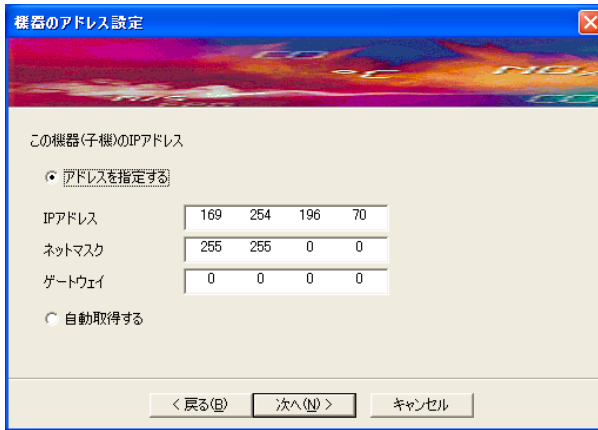 機器のアドレス設定
CO
℃
NOx
この機器(子機)のIPアドレス
アドレスを指定する
IPアドレス 169 254 196 70
ネットマスク 255 255 0 0
ゲートウェイ 0 0 0 0
自動取得する
< 戻る(B) 次へ(N) > キャンセル